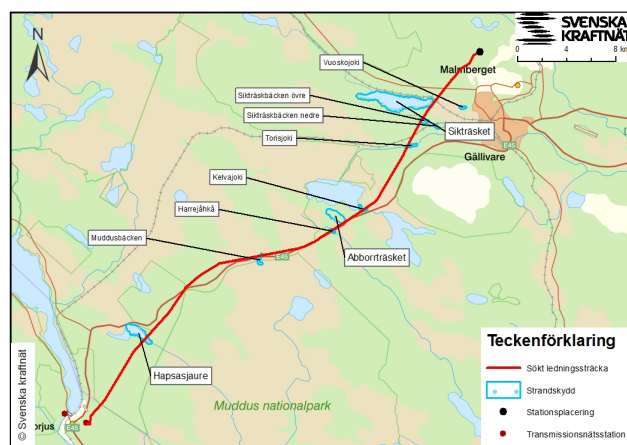 N
SVENSKA
KRAFTNÄT
0 4 8 km
Vuoskojoki
Malmberget
Sikträskbäcken övre
Sikträskbäcken nedre
Sikträsket
Torisjoki
Gällivare
E45
Kelvajoki
Harrejåhkå
Muddusbäcken
Abborrträsket
E45
Hapsasjaure
Muddus nationalpark
orjus
E45
© Svenska kraftnät
Teckenförklaring
Sökt ledningssträcka
Strandskydd
Stationsplacering
Transmissionsnätsstation